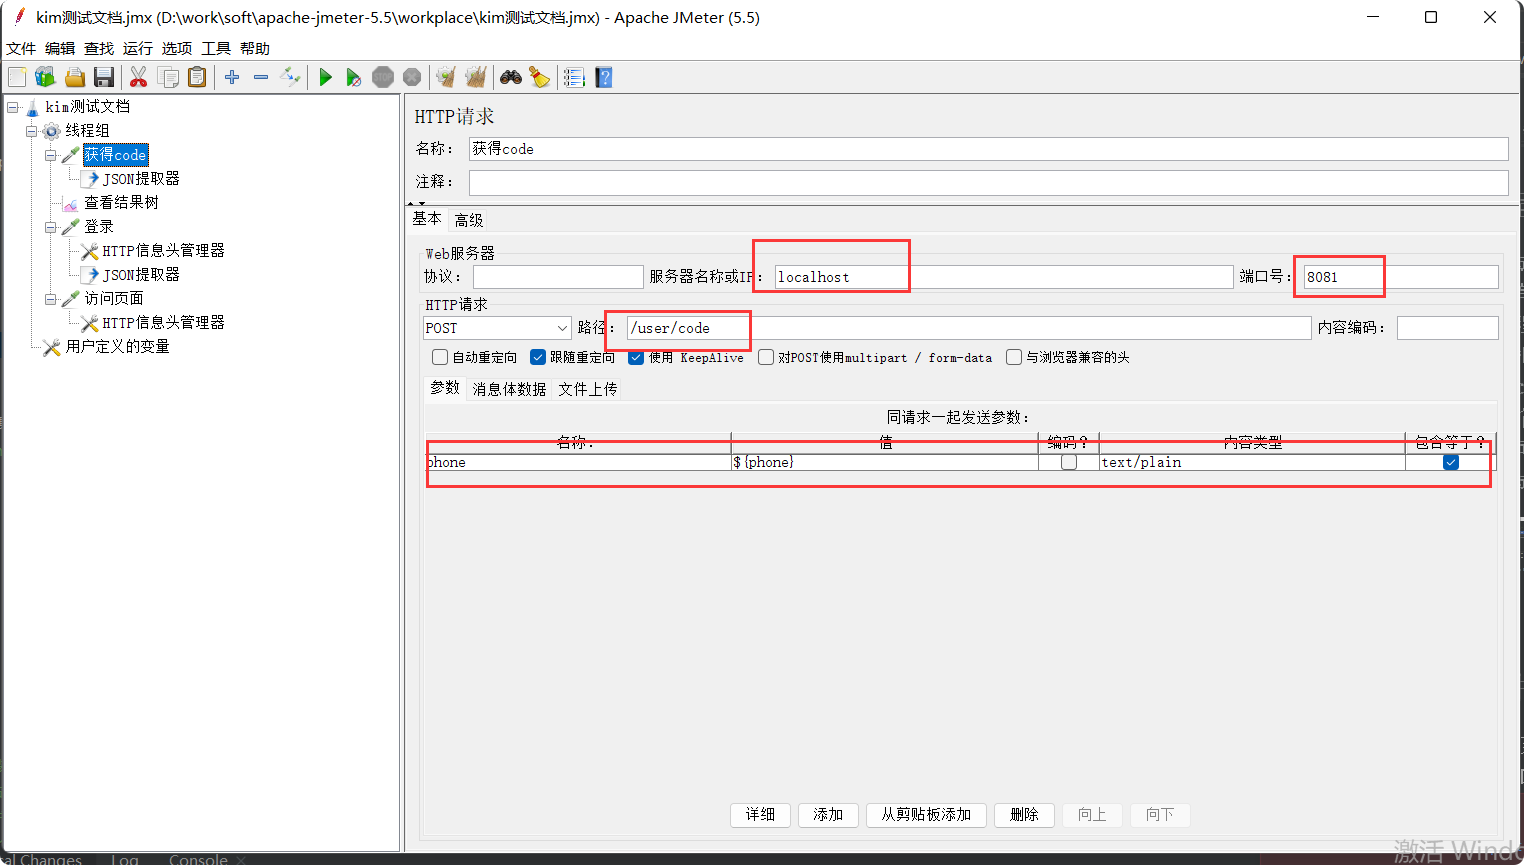 kim测试文档.jmx (D:\work\soft\apache-jmeter-5.5\workplace\kim测试文档.jmx) - Apache JMeter (5.5)
文件 编辑 查找 运行 选项 工具 帮助
STOP
kim测试文档
线程组
获得code
JSON提取器
查看结果树
登录
HTTP信息头管理器
JSON提取器
访问页面
HTTP信息头管理器
用户定义的变量
HTTP请求
名称： 获得code
注释：
基本 高级
Web服务器
协议： 服务器名称或IP： localhost 端口号： 8081
HTTP请求
POST 路径： /user/code 内容编码：
自动重定向 跟随重定向 使用 KeepAlive 对POST使用multipart / form-data 与浏览器兼容的头
参数 消息体数据 文件上传
同请求一起发送参数：
名称： 值 编码？ 内容类型 包含等于？
phone ${phone} text/plain
详细 添加 从剪贴板添加 删除 向上 向下
Changes Log Console
激活